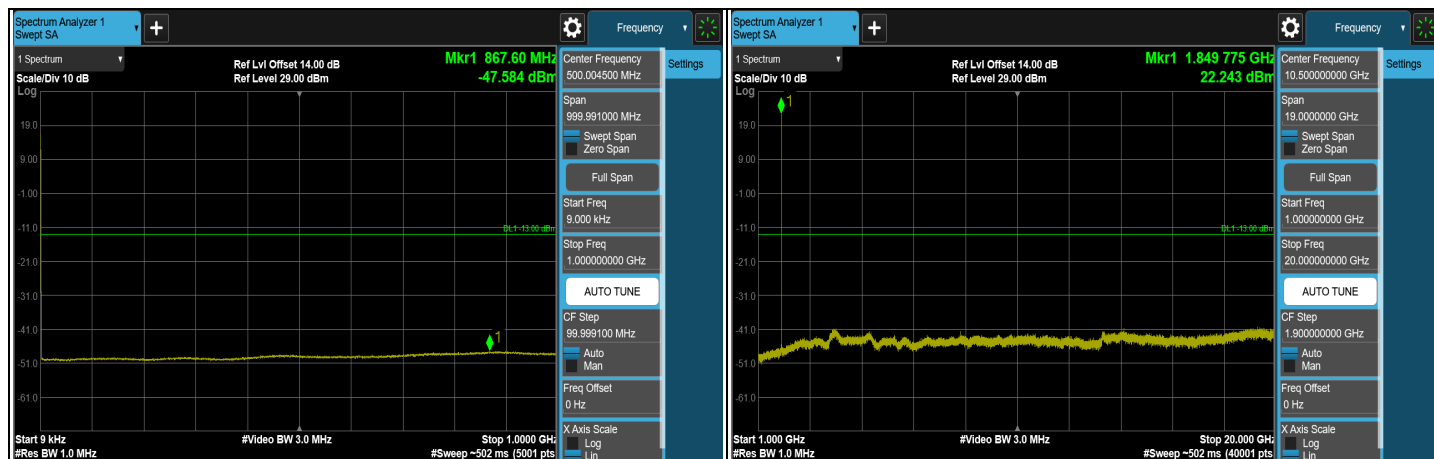 Spectrum Analyzer 1
Swept SA
Frequency
1 Spectrum
Scale/Div 10 dB
Log
Ref Lvl Offset 14.00 dB
Ref Level 29.00 dBm
Mkr1 867.60 MHz
-47.584 dBm
1
19.0
9.00
-1.00
-11.0
-21.0
-31.0
-41.0
-51.0
-61.0
DL1 -13.00 dBm
Start 9 kHz
#Res BW 1.0 MHz
#Video BW 3.0 MHz
Stop 1.0000 GHz
#Sweep ~502 ms (5001 pts)
Center Frequency
500.004500 MHz
Span
999.991000 MHz
Swept Span
Zero Span
Full Span
Start Freq
9.000 kHz
Stop Freq
1.000000000 GHz
AUTO TUNE
CF Step
99.999100 MHz
Auto
Man
Freq Offset
0 Hz
X Axis Scale
Log
Lin
Settings
Spectrum Analyzer 1
Swept SA
Frequency
1 Spectrum
Scale/Div 10 dB
Log
Ref Lvl Offset 14.00 dB
Ref Level 29.00 dBm
Mkr1 1.849 775 GHz
22.243 dBm
1
19.0
9.00
-1.00
-11.0
-21.0
-31.0
-41.0
-51.0
-61.0
DL1 -13.00 dBm
Start 1.000 GHz
#Res BW 1.0 MHz
#Video BW 3.0 MHz
Stop 20.000 GHz
#Sweep ~502 ms (40001 pts)
Center Frequency
10.500000000 GHz
Span
19.0000000 GHz
Swept Span
Zero Span
Full Span
Start Freq
1.000000000 GHz
Stop Freq
20.000000000 GHz
AUTO TUNE
CF Step
1.900000000 GHz
Auto
Man
Freq Offset
0 Hz
X Axis Scale
Log
Lin
Settings